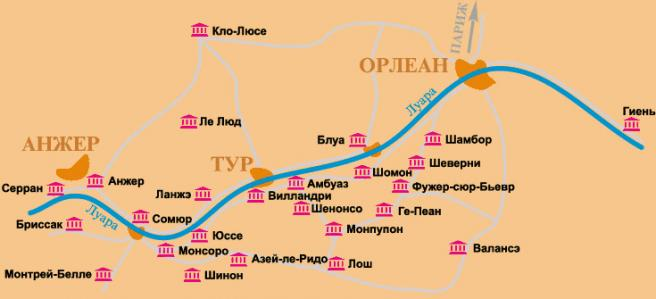 Кло-Люсе
ПАРИЖ
ОРЛЕАН
Луара
Ле Люд
Гиень
Блуа
Шамбор
АНЖЕР
ТУР
Шеверни
Шомон
Серран
Анжер
Ланжэ
Амбуаз
Фужер-сюр-Бьевр
Вилландри
Шенонсо
Ге-Пеан
Луара
Сомюр
Бриссак
Юссе
Монпупон
Монсоро
Валансэ
Азей-ле-Ридо
Лош
Монтрей-Белле
Шинон